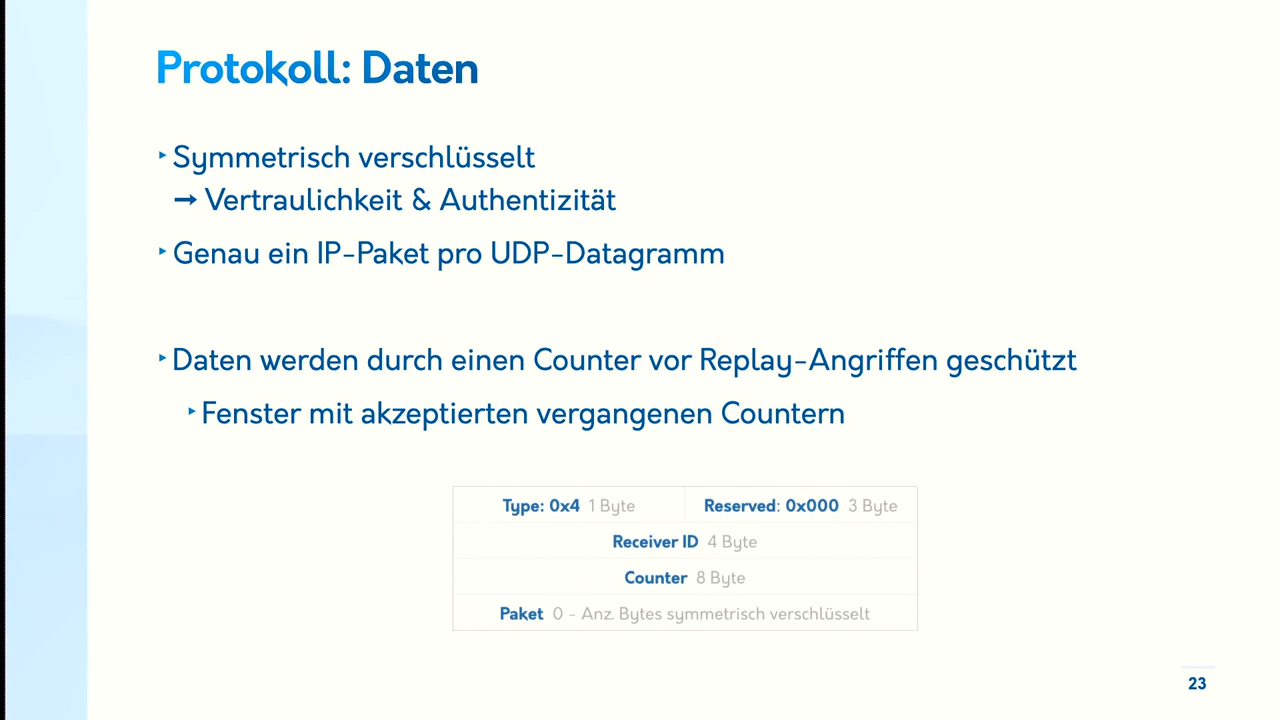 Protokoll: Daten
‣ Symmetrisch verschlüsselt
→ Vertraulichkeit & Authentizität
‣ Genau ein IP-Paket pro UDP-Datagramm
‣ Daten werden durch einen Counter vor Replay-Angriffen geschützt
‣ Fenster mit akzeptierten vergangenen Countern
Type: 0x4 1 Byte Reserved: 0x000 3 Byte
Receiver ID 4 Byte
Counter 8 Byte
Paket 0 - Anz. Bytes symmetrisch verschlüsselt
23